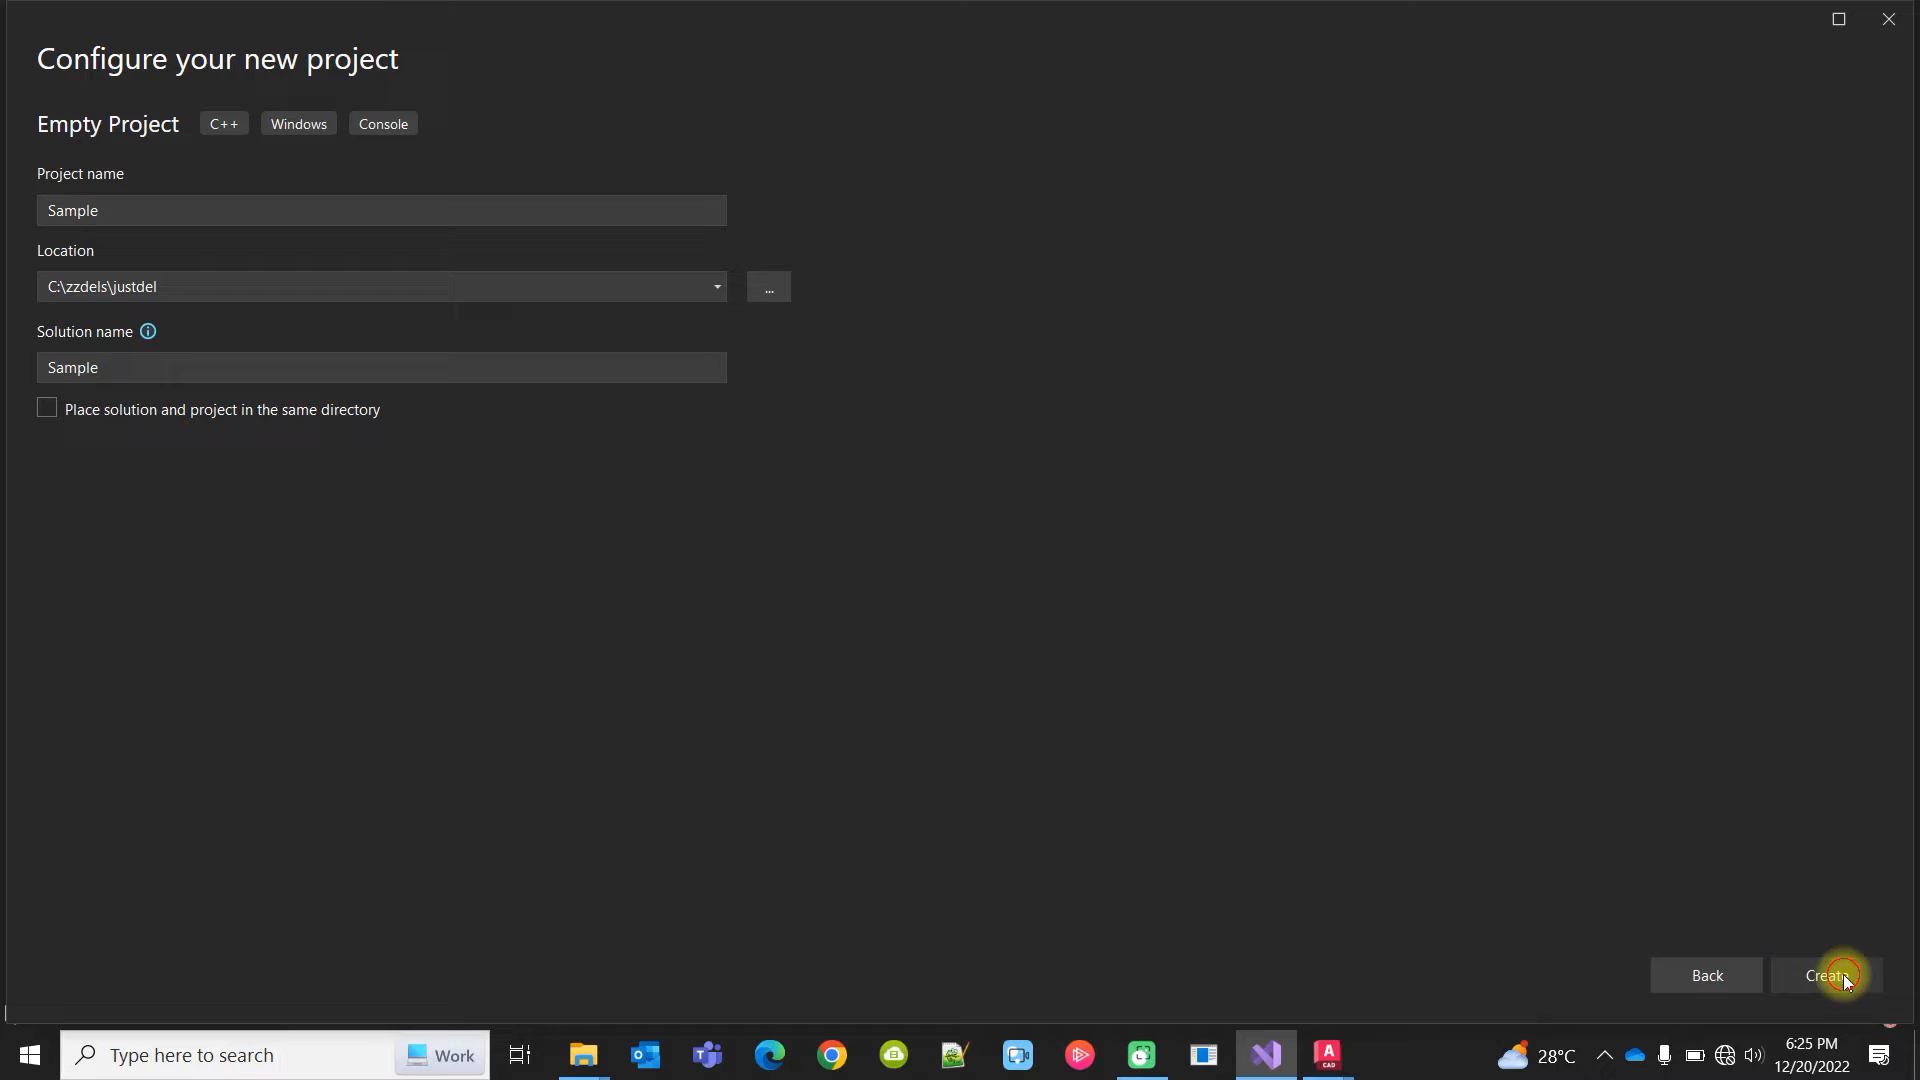 Configure your new project
Empty Project C++ Windows Console
Project name
Sample
Location
C:\zzdels\justdel
...
Solution name
Sample
Place solution and project in the same directory
Back
Create
Type here to search
Work
A
CAD
28°C
6:25 PM
12/20/2022